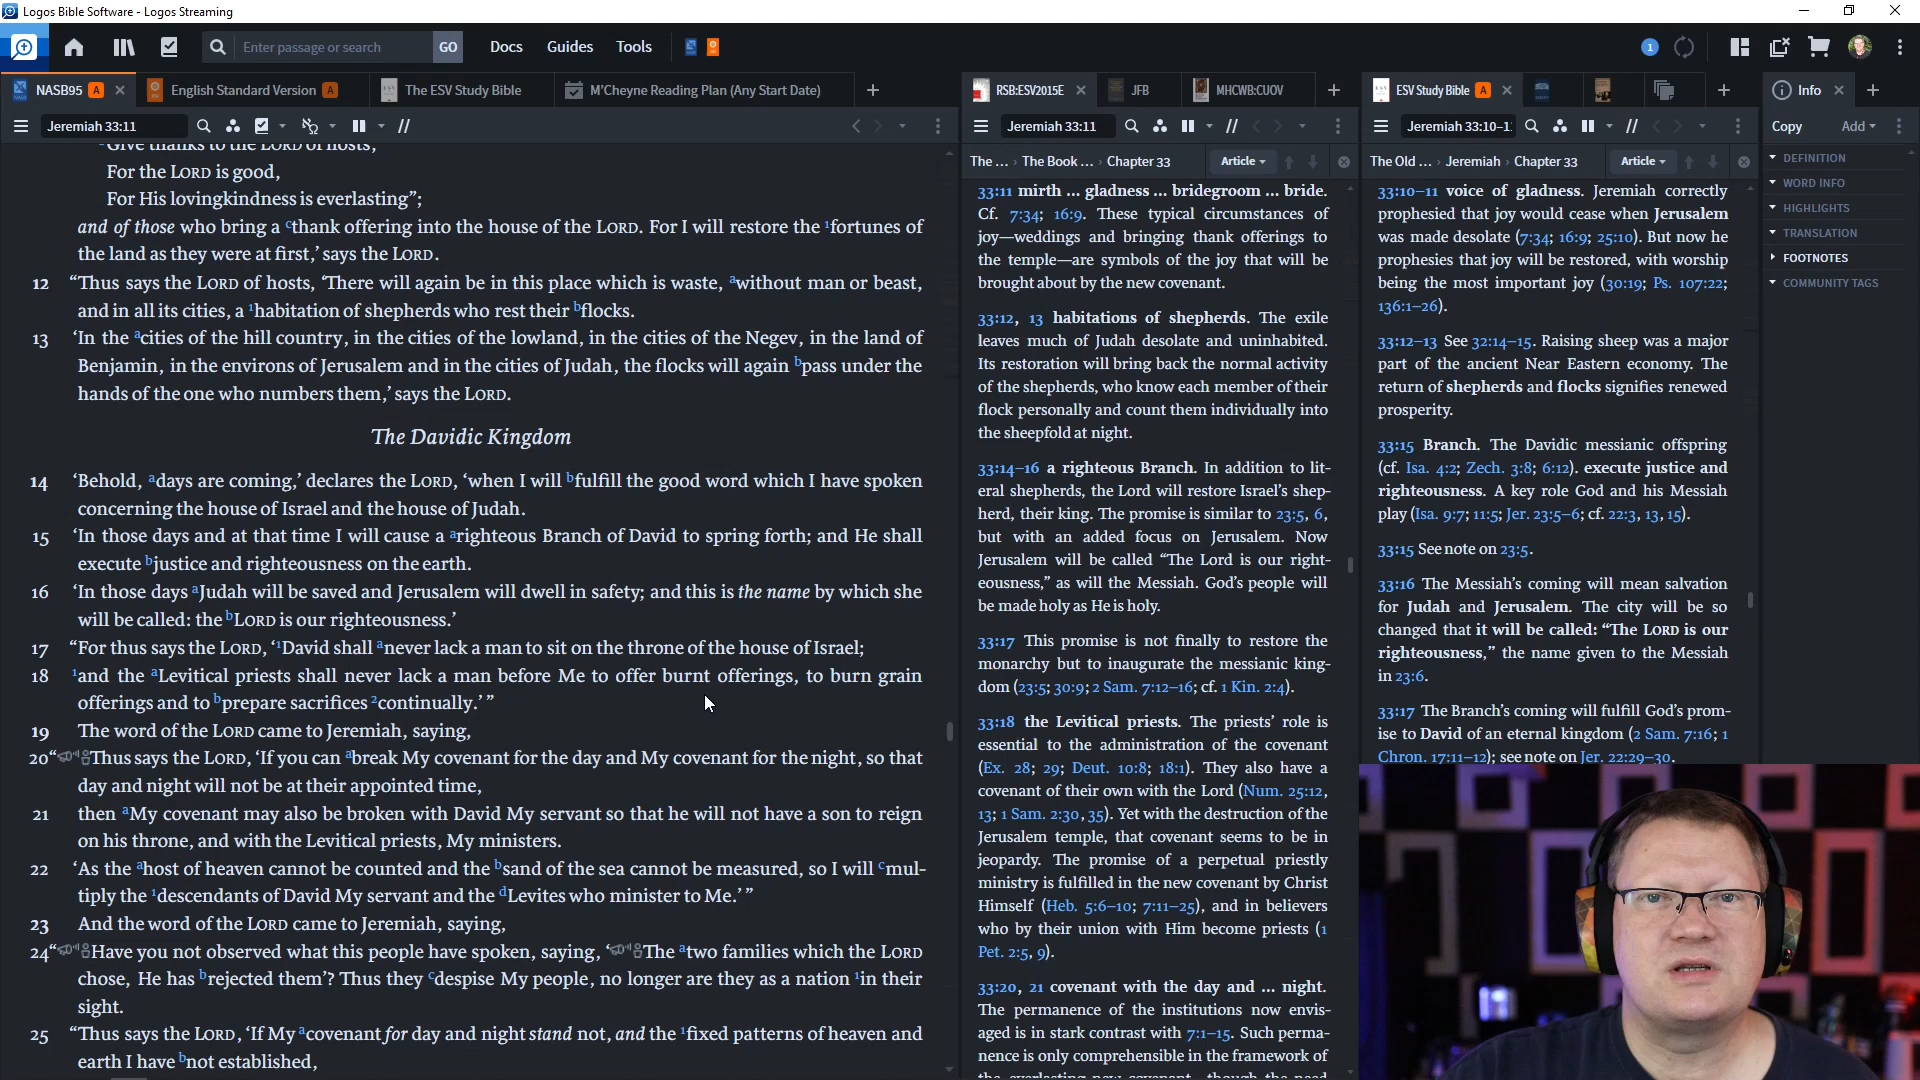 Logos Bible Software - Logos Streaming
Enter passage or search
GO
Docs
Guides
Tools
1
NASB95 A
English Standard Version A
The ESV Study Bible
M'Cheyne Reading Plan (Any Start Date)
Jeremiah 33:11
"Give thanks to the LORD of hosts,
For the LORD is good,
For His lovingkindness is everlasting";
and of those who bring a cthank offering into the house of the LORD. For I will restore the 1fortunes of
the land as they were at first,' says the LORD.
12 "Thus says the LORD of hosts, 'There will again be in this place which is waste, awithout man or beast,
and in all its cities, a 1habitation of shepherds who rest their bflocks.
13 'In the acities of the hill country, in the cities of the lowland, in the cities of the Negev, in the land of
Benjamin, in the environs of Jerusalem and in the cities of Judah, the flocks will again bpass under the
hands of the one who numbers them,' says the LORD.
The Davidic Kingdom
14 'Behold, adays are coming,' declares the LORD, 'when I will bfulfill the good word which I have spoken
concerning the house of Israel and the house of Judah.
15 'In those days and at that time I will cause a arighteous Branch of David to spring forth; and He shall
execute bjustice and righteousness on the earth.
16 'In those days aJudah will be saved and Jerusalem will dwell in safety; and this is the name by which she
will be called: the bLORD is our righteousness.'
17 "For thus says the LORD, '1David shall anever lack a man to sit on the throne of the house of Israel;
18 1and the aLevitical priests shall never lack a man before Me to offer burnt offerings, to burn grain
offerings and to bprepare sacrifices 2continually.' "
19 The word of the LORD came to Jeremiah, saying,
20 "Thus says the LORD, 'If you can abreak My covenant for the day and My covenant for the night, so that
day and night will not be at their appointed time,
21 then aMy covenant may also be broken with David My servant so that he will not have a son to reign
on his throne, and with the Levitical priests, My ministers.
22 'As the ahost of heaven cannot be counted and the bsand of the sea cannot be measured, so I will cmul-
tiply the 1descendants of David My servant and the dLevites who minister to Me.' "
23 And the word of the LORD came to Jeremiah, saying,
24 "Have you not observed what this people have spoken, saying, 'The atwo families which the LORD
chose, He has brejected them'? Thus they cdespise My people, no longer are they as a nation 1in their
sight.
25 "Thus says the LORD, 'If My acovenant for day and night stand not, and the 1fixed patterns of heaven and
earth I have bnot established,
RSB:ESV2015E
JFB
MHCWB:CUOV
Jeremiah 33:11
The ... › The Book ... › Chapter 33
Article
33:11 mirth ... gladness ... bridegroom ... bride.
Cf. 7:34; 16:9. These typical circumstances of
joy—weddings and bringing thank offerings to
the temple—are symbols of the joy that will be
brought about by the new covenant.
33:12, 13 habitations of shepherds. The exile
leaves much of Judah desolate and uninhabited.
Its restoration will bring back the normal activity
of the shepherds, who know each member of their
flock personally and count them individually into
the sheepfold at night.
33:14–16 a righteous Branch. In addition to lit-
eral shepherds, the Lord will restore Israel's shep-
herd, their king. The promise is similar to 23:5, 6,
but with an added focus on Jerusalem. Now
Jerusalem will be called "The Lord is our right-
eousness," as will the Messiah. God's people will
be made holy as He is holy.
33:17 This promise is not finally to restore the
monarchy but to inaugurate the messianic king-
dom (23:5; 30:9; 2 Sam. 7:12–16; cf. 1 Kin. 2:4).
33:18 the Levitical priests. The priests' role is
essential to the administration of the covenant
(Ex. 28; 29; Deut. 10:8; 18:1). They also have a
covenant of their own with the Lord (Num. 25:12,
13; 1 Sam. 2:30, 35). Yet with the destruction of the
Jerusalem temple, that covenant seems to be in
jeopardy. The promise of a perpetual priestly
ministry is fulfilled in the new covenant by Christ
Himself (Heb. 5:6–10; 7:11–25), and in believers
who by their union with Him become priests (1
Pet. 2:5, 9).
33:20, 21 covenant with the day and ... night.
The permanence of the institutions now envis-
aged is in stark contrast with 7:1–15. Such perma-
nence is only comprehensible in the framework of
ESV Study Bible A
Jeremiah 33:10–1
The Old ... › Jeremiah › Chapter 33
Article
33:10–11 voice of gladness. Jeremiah correctly
prophesied that joy would cease when Jerusalem
was made desolate (7:34; 16:9; 25:10). But now he
prophesies that joy will be restored, with worship
being the most important joy (30:19; Ps. 107:22;
136:1–26).
33:12–13 See 32:14–15. Raising sheep was a major
part of the ancient Near Eastern economy. The
return of shepherds and flocks signifies renewed
prosperity.
33:15 Branch. The Davidic messianic offspring
(cf. Isa. 4:2; Zech. 3:8; 6:12). execute justice and
righteousness. A key role God and his Messiah
play (Isa. 9:7; 11:5; Jer. 23:5–6; cf. 22:3, 13, 15).
33:15 See note on 23:5.
33:16 The Messiah's coming will mean salvation
for Judah and Jerusalem. The city will be so
changed that it will be called: "The LORD is our
righteousness," the name given to the Messiah
in 23:6.
33:17 The Branch's coming will fulfill God's prom-
ise to David of an eternal kingdom (2 Sam. 7:16; 1
Chron. 17:11–12); see note on Jer. 22:29–30.
Info
Copy
Add
DEFINITION
WORD INFO
HIGHLIGHTS
TRANSLATION
FOOTNOTES
COMMUNITY TAGS